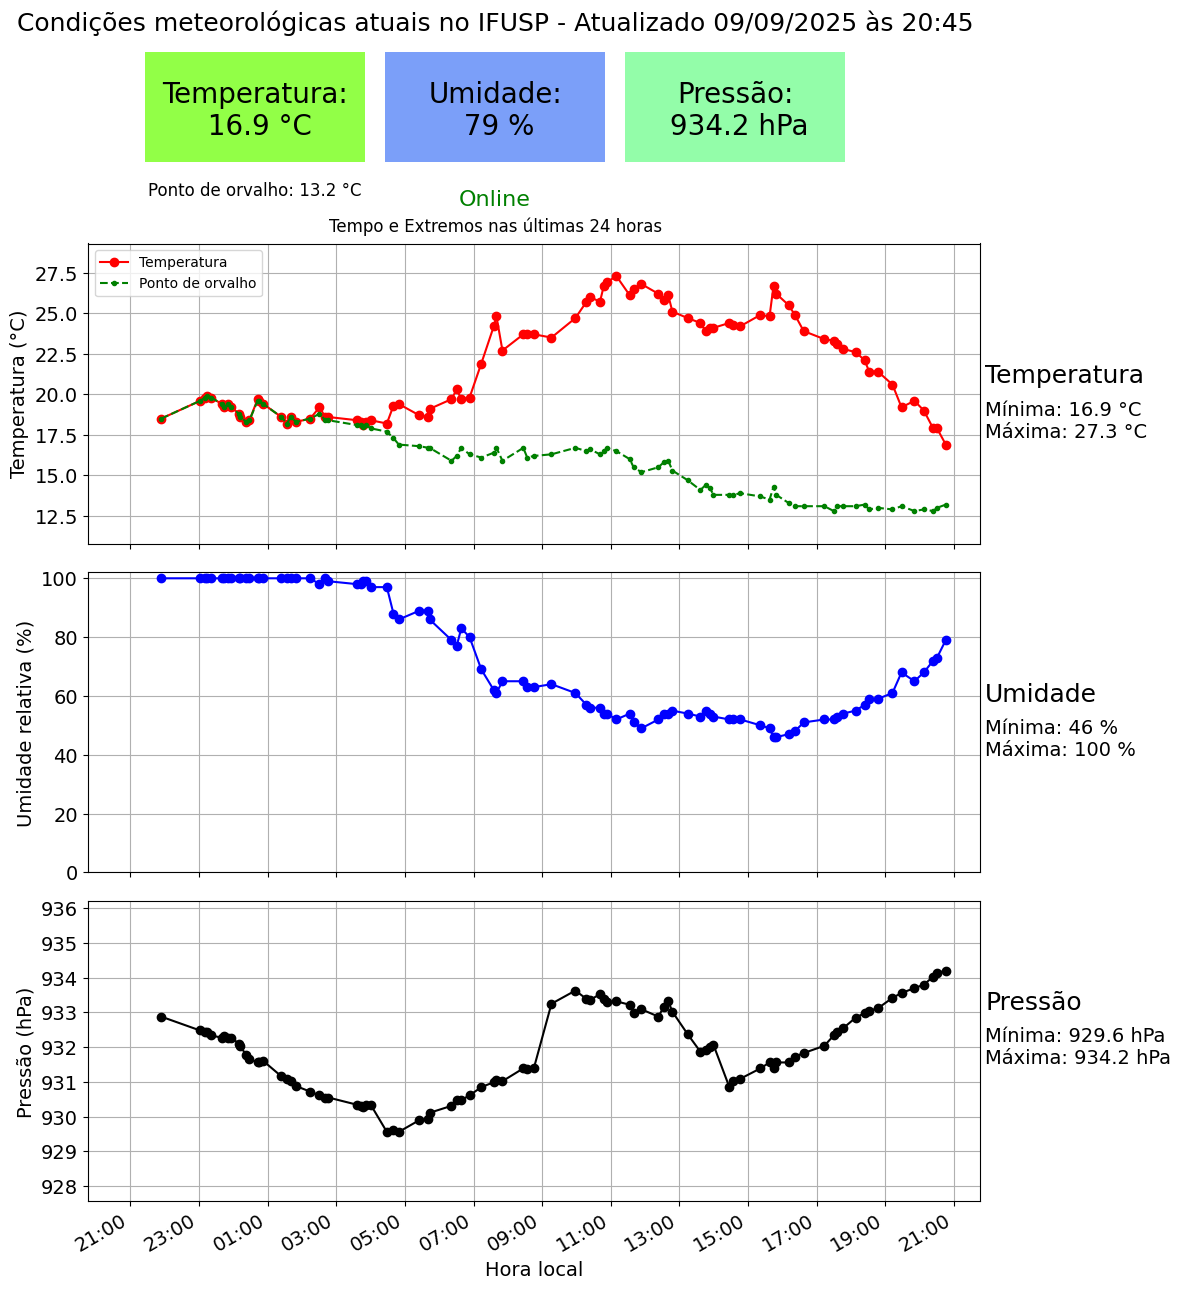 Condições meteorológicas atuais no IFUSP - Atualizado 09/09/2025 às 20:45
Temperatura:
16.9 °C
Umidade:
79 %
Pressão:
934.2 hPa
Ponto de orvalho: 13.2 °C
Online
Tempo e Extremos nas últimas 24 horas
Temperatura (°C)
27.5
25.0
22.5
20.0
17.5
15.0
12.5
Temperatura
Ponto de orvalho
Temperatura
Mínima: 16.9 °C
Máxima: 27.3 °C
Umidade relativa (%)
100
80
60
40
20
0
Umidade
Mínima: 46 %
Máxima: 100 %
Pressão (hPa)
936
935
934
933
932
931
930
929
928
Pressão
Mínima: 929.6 hPa
Máxima: 934.2 hPa
21:00 23:00 01:00 03:00 05:00 07:00 09:00 11:00 13:00 15:00 17:00 19:00 21:00
Hora local